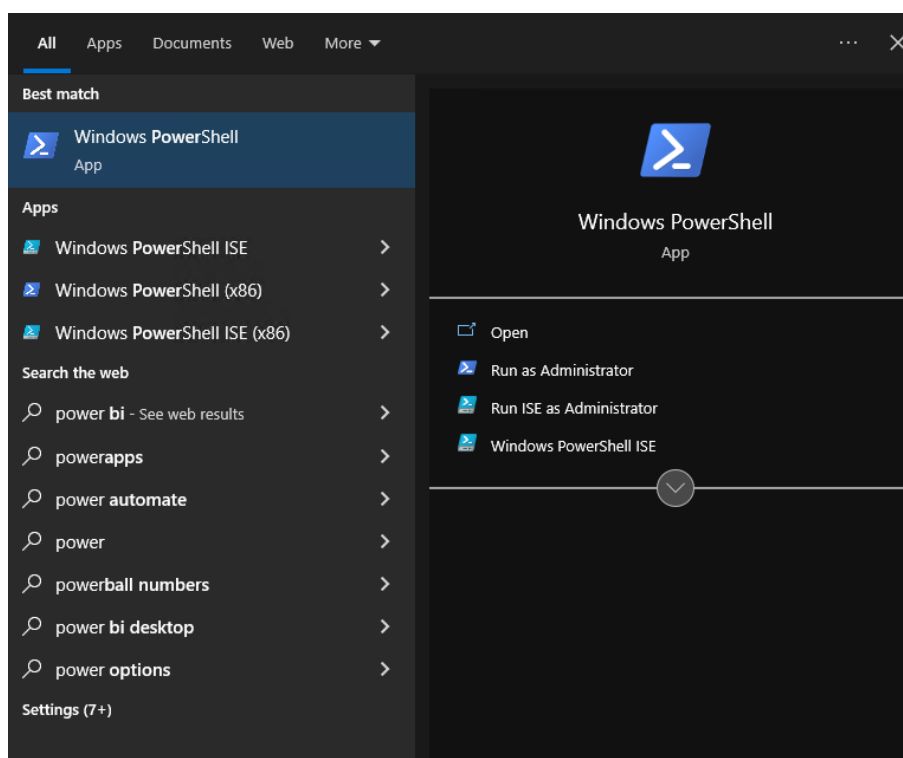 All Apps Documents Web More
Best match
Windows PowerShell
App
Apps
Windows PowerShell ISE
Windows PowerShell (x86)
Windows PowerShell ISE (x86)
Search the web
power bi - See web results
powerapps
power automate
power
powerball numbers
power bi desktop
power options
Settings (7+)
Windows PowerShell
App
Open
Run as Administrator
Run ISE as Administrator
Windows PowerShell ISE